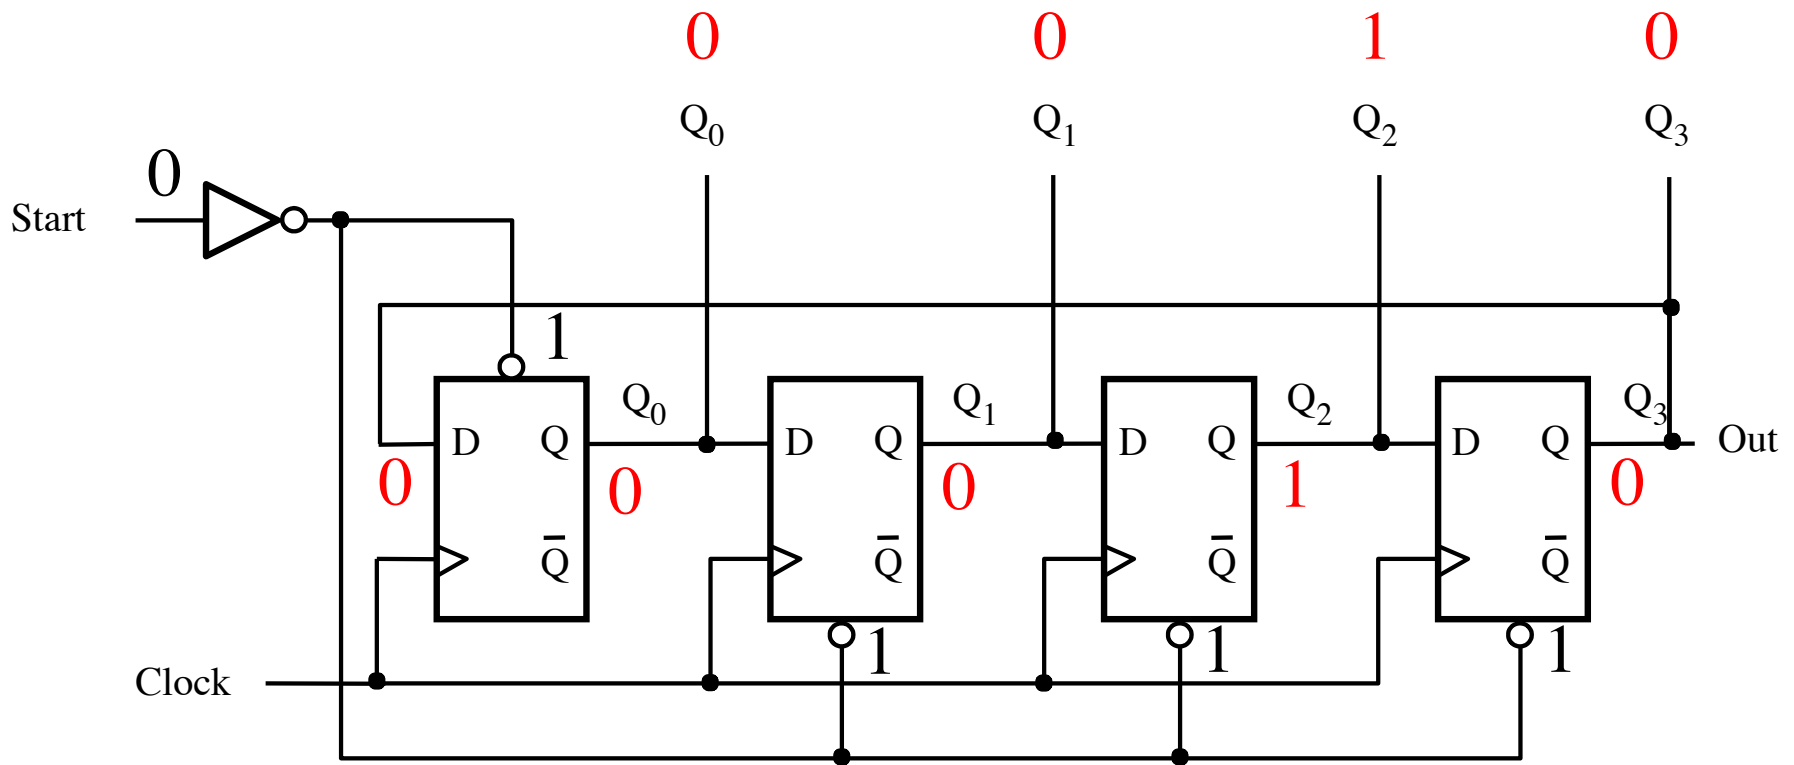 0 0 1 0
Q0 Q1 Q2 Q3
0
Start
1
Q0 Q1 Q2 Q3
D Q D Q D Q D Q Out
0 0 0 1 0
Q̅ Q̅ Q̅ Q̅
1 1 1
Clock